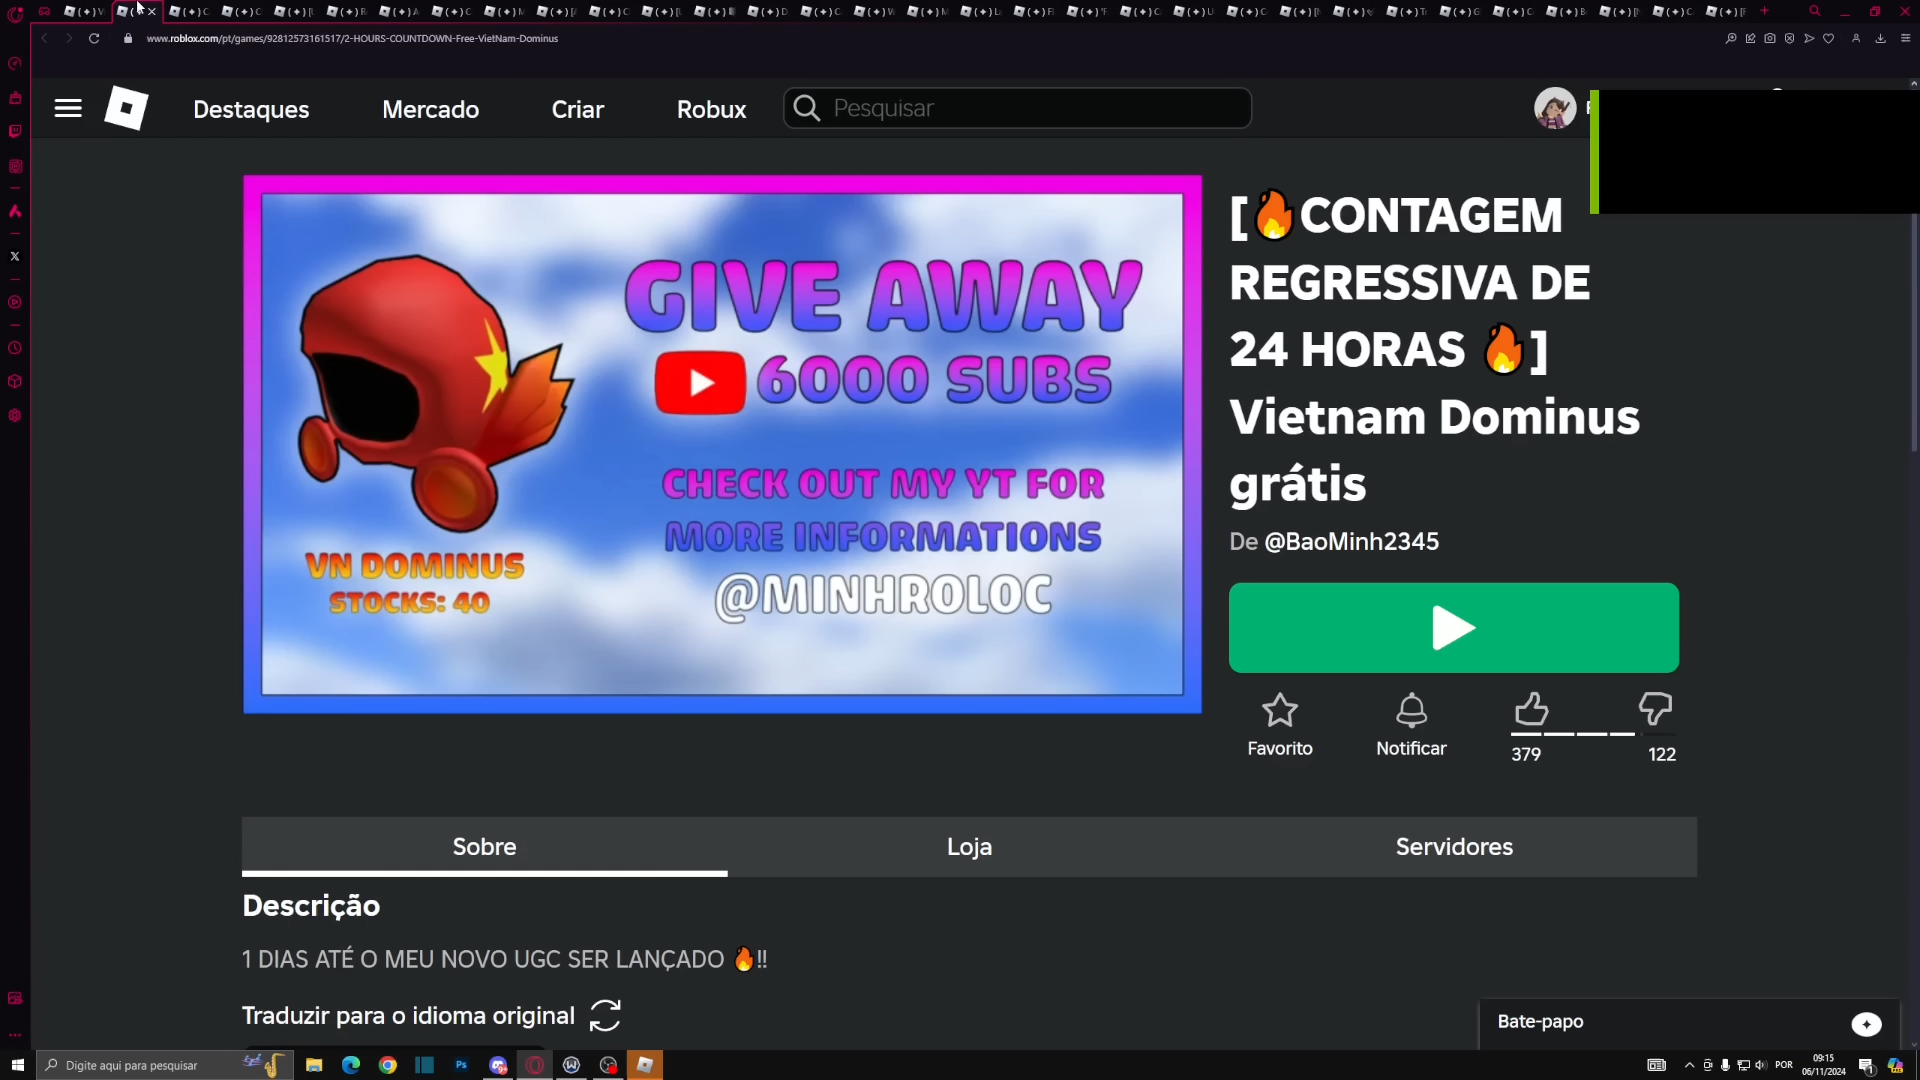 www.roblox.com/pt/games/92812573161517/2-HOURS-COUNTDOWN-Free-VietNam-Dominus
Destaques
Mercado
Criar
Robux
Pesquisar
GIVE AWAY
6000 SUBS
CHECK OUT MY YT FOR
MORE INFORMATIONS
@MINHROLOC
VN DOMINUS
STOCKS: 40
[🔥CONTAGEM
REGRESSIVA DE
24 HORAS 🔥]
Vietnam Dominus
grátis
De @BaoMinh2345
Favorito
Notificar
379
122
Sobre
Loja
Servidores
Descrição
1 DIAS ATÉ O MEU NOVO UGC SER LANÇADO 🔥!!
Traduzir para o idioma original
Bate-papo
Digite aqui para pesquisar
Ps
POR
09:15
06/11/2024